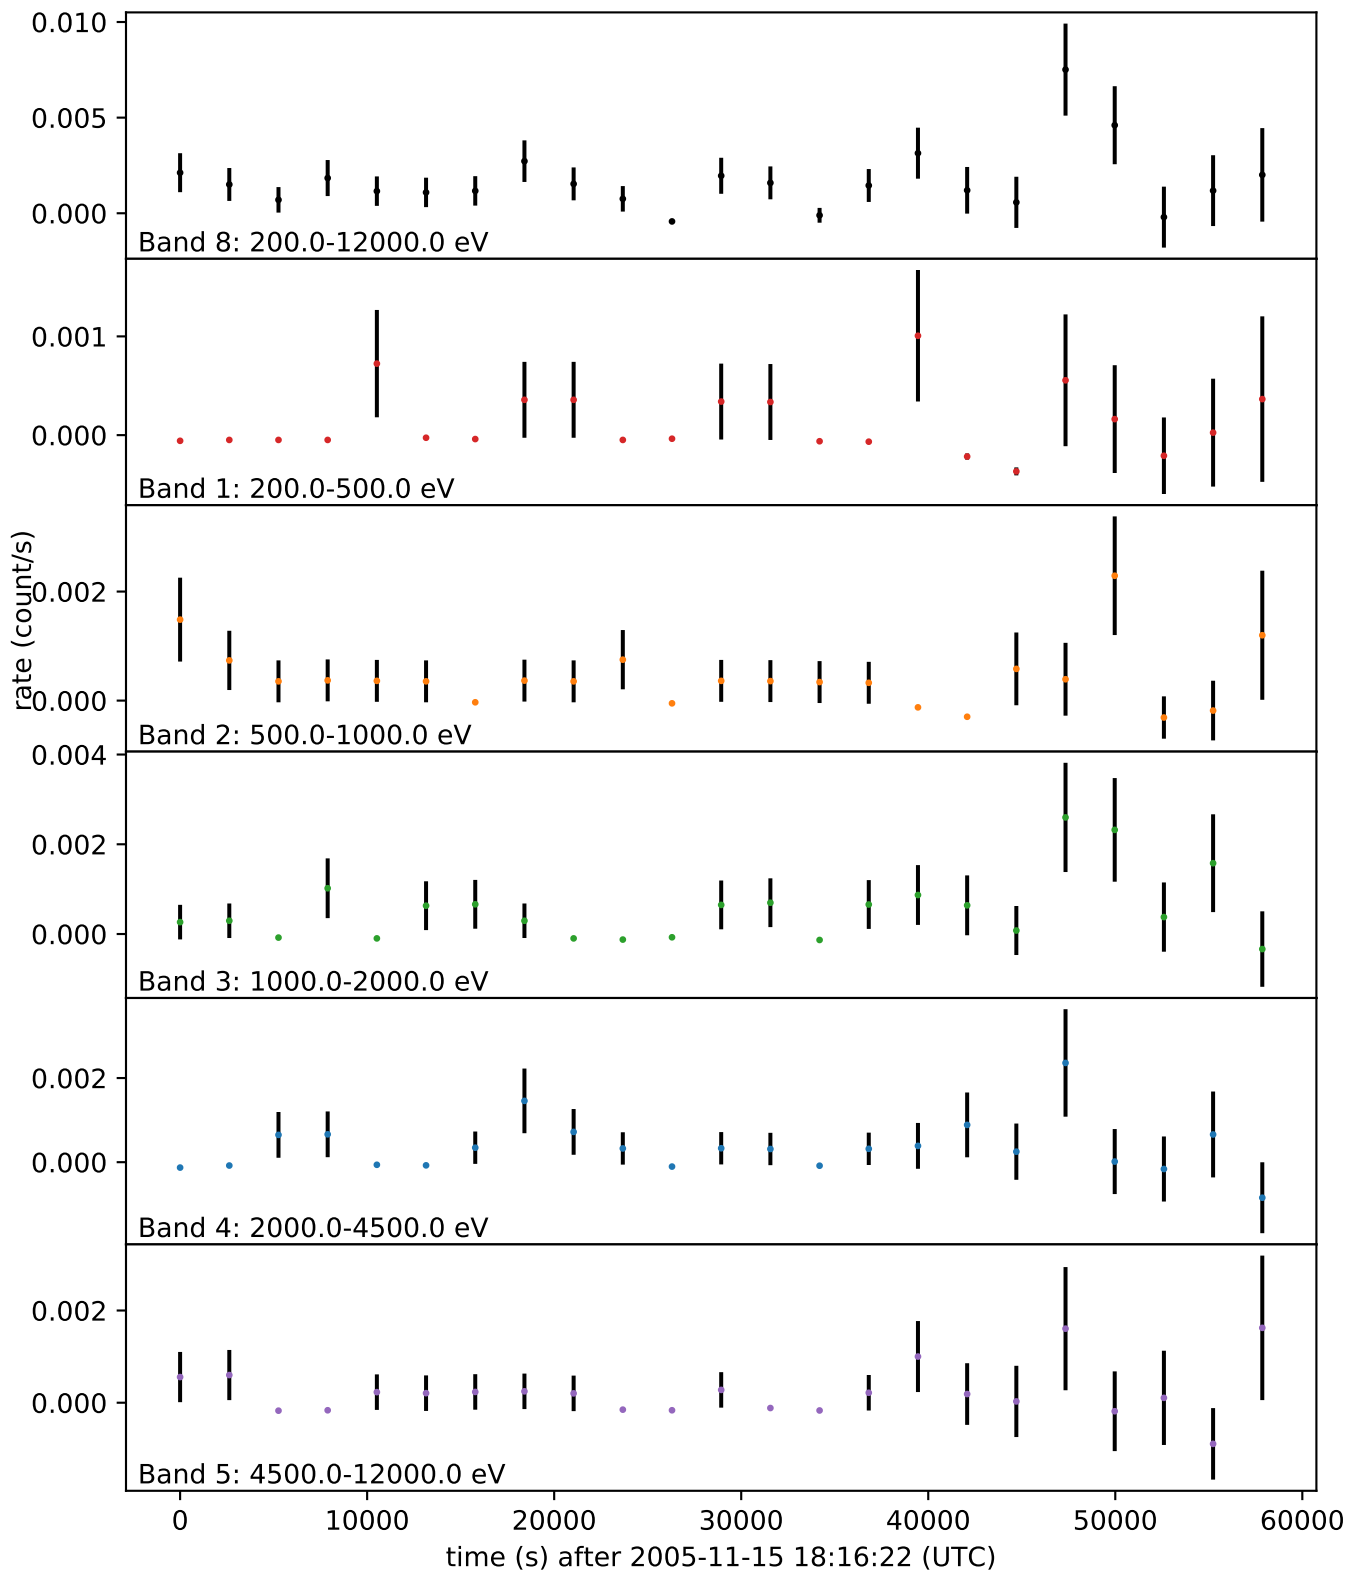 0.010
0.005
0.000
Band 8: 200.0-12000.0 eV
0.001
0.000
Band 1: 200.0-500.0 eV
rate (count/s)
0.002
0.000
Band 2: 500.0-1000.0 eV
0.004
0.002
0.000
Band 3: 1000.0-2000.0 eV
0.002
0.000
Band 4: 2000.0-4500.0 eV
0.002
0.000
Band 5: 4500.0-12000.0 eV
0 10000 20000 30000 40000 50000 60000
time (s) after 2005-11-15 18:16:22 (UTC)